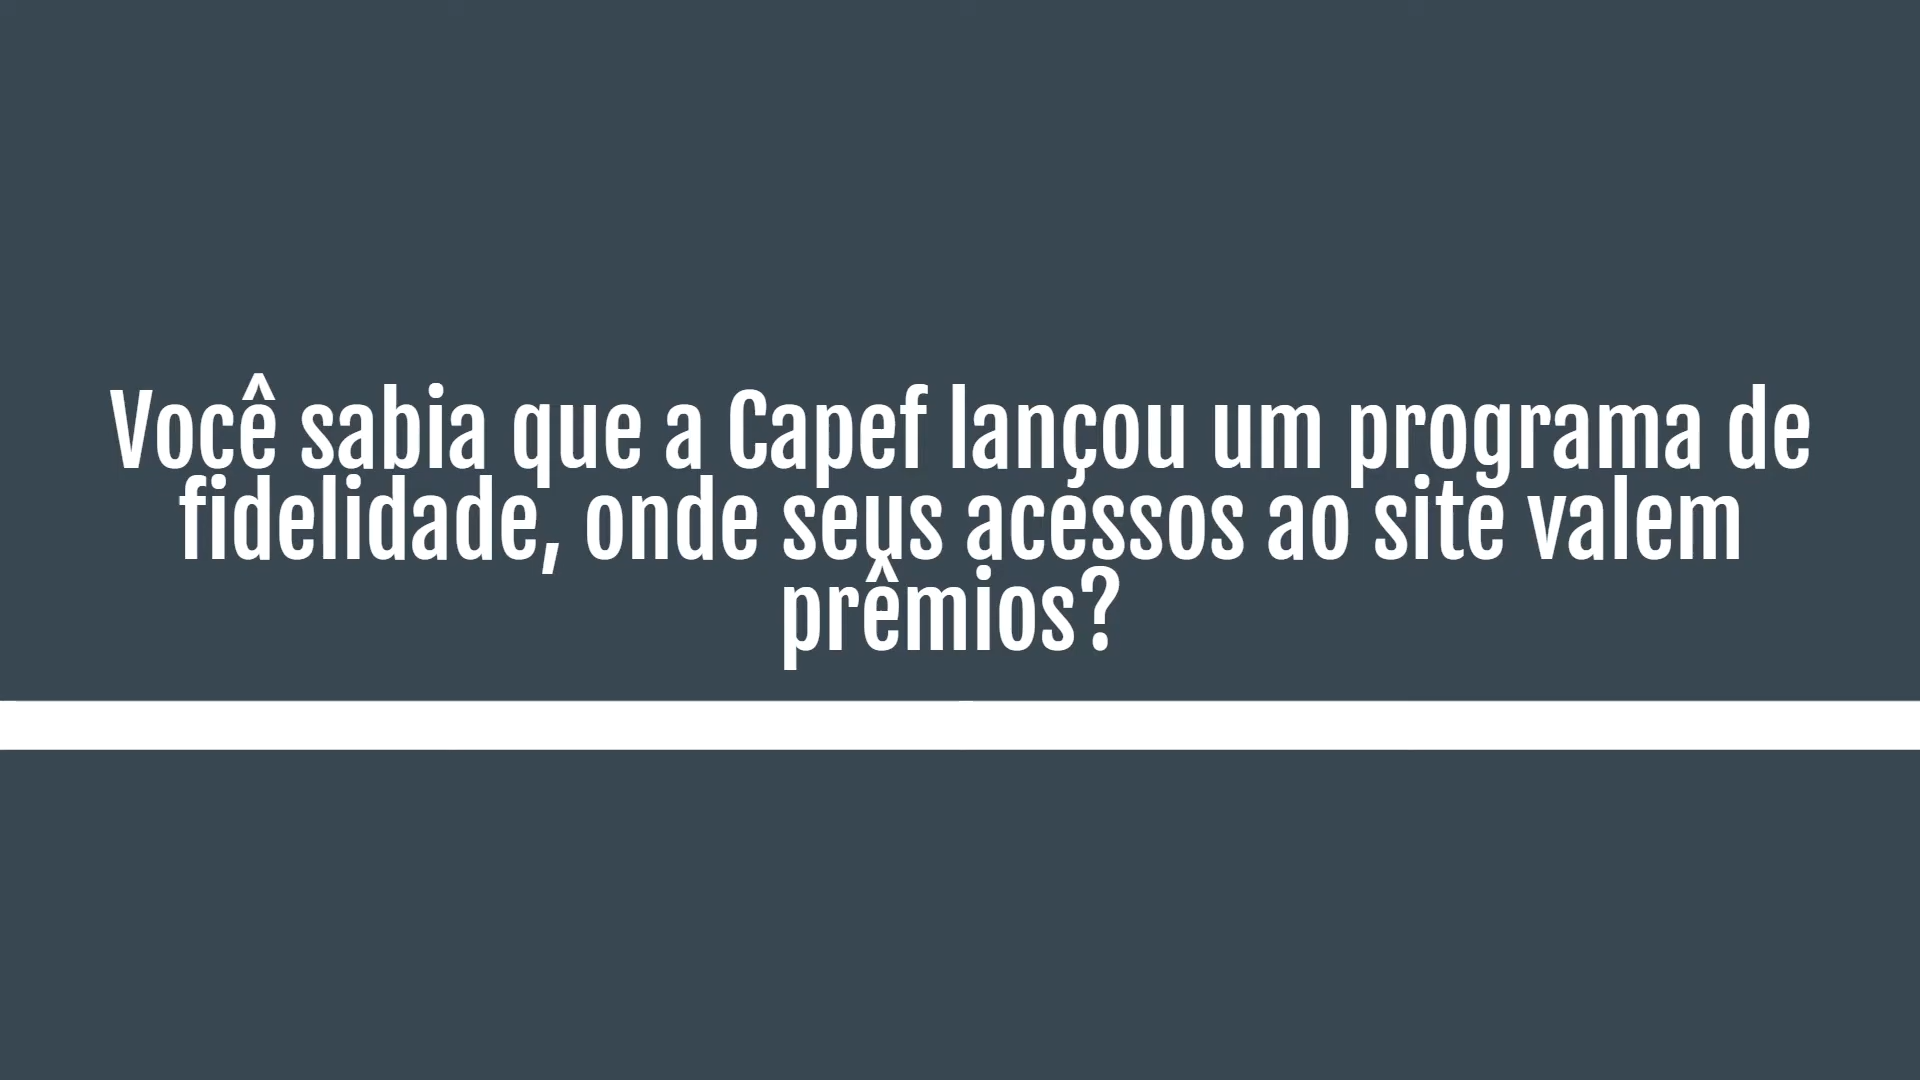 Você sabia que a Capef lançou um programa de
fidelidade, onde seus acessos ao site valem
prêmios?